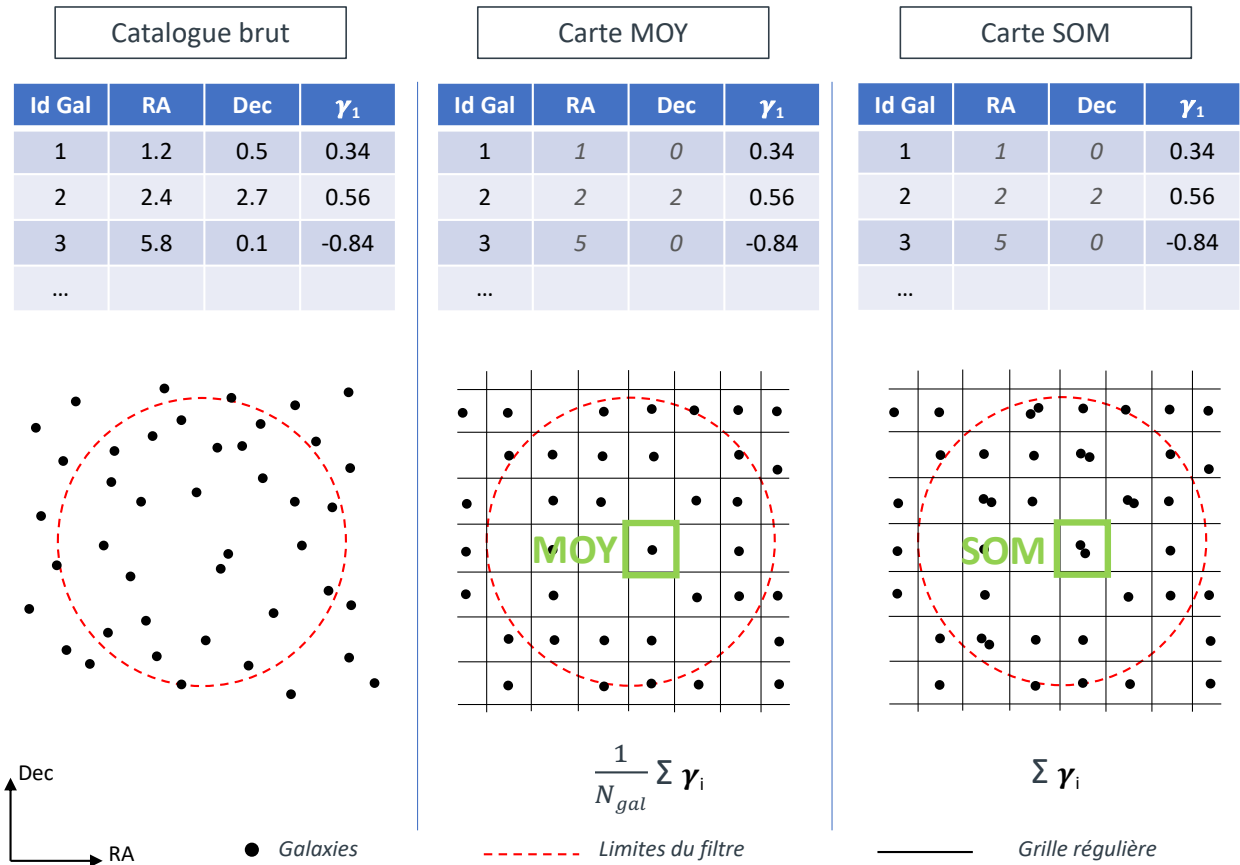 Catalogue brut
Carte MOY
Carte SOM
Id Gal RA Dec γ1
1 1.2 0.5 0.34
2 2.4 2.7 0.56
3 5.8 0.1 -0.84
...
Id Gal RA Dec γ1
1 1 0 0.34
2 2 2 0.56
3 5 0 -0.84
...
Id Gal RA Dec γ1
1 1 0 0.34
2 2 2 0.56
3 5 0 -0.84
...
MOY
SOM
1/N_gal Σ γi
Σ γi
Dec
RA
Galaxies
Limites du filtre
Grille régulière